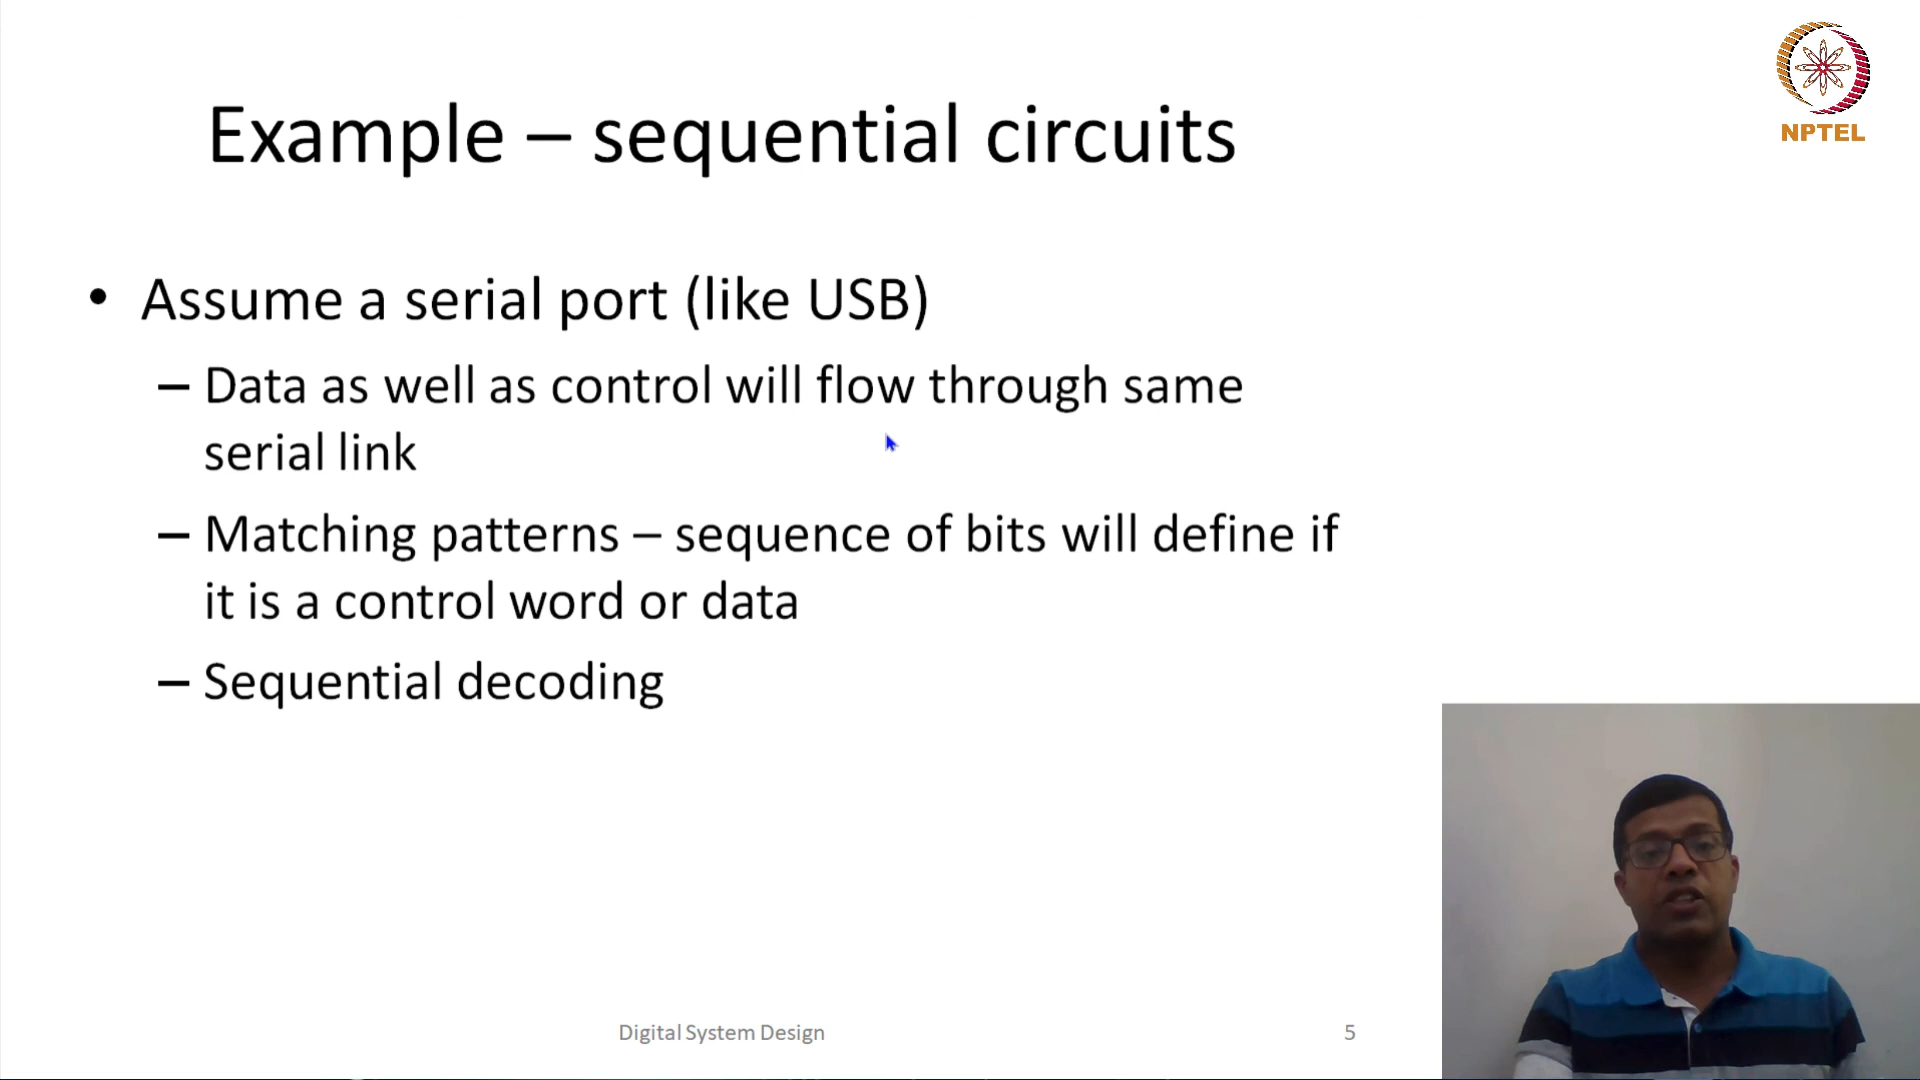 NPTEL
Example – sequential circuits
• Assume a serial port (like USB)
– Data as well as control will flow through same
serial link
– Matching patterns – sequence of bits will define if
it is a control word or data
– Sequential decoding
Digital System Design
5